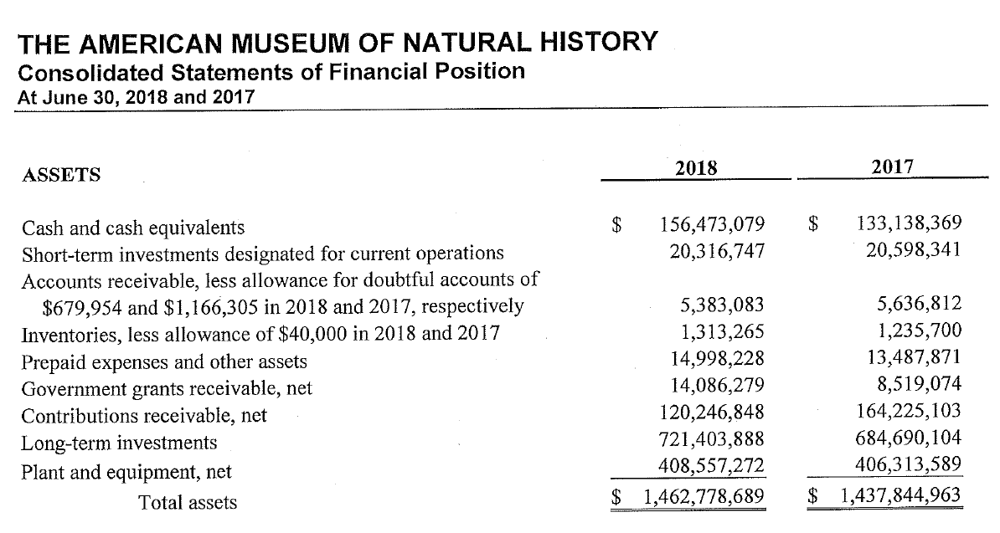 THE AMERICAN MUSEUM OF NATURAL HISTORY
Consolidated Statements of Financial Position
At June 30, 2018 and 2017
ASSETS 2018 2017
Cash and cash equivalents $ 156,473,079 $ 133,138,369
Short-term investments designated for current operations 20,316,747 20,598,341
Accounts receivable, less allowance for doubtful accounts of
$679,954 and $1,166,305 in 2018 and 2017, respectively 5,383,083 5,636,812
Inventories, less allowance of $40,000 in 2018 and 2017 1,313,265 1,235,700
Prepaid expenses and other assets 14,998,228 13,487,871
Government grants receivable, net 14,086,279 8,519,074
Contributions receivable, net 120,246,848 164,225,103
Long-term investments 721,403,888 684,690,104
Plant and equipment, net 408,557,272 406,313,589
Total assets $ 1,462,778,689 $ 1,437,844,963